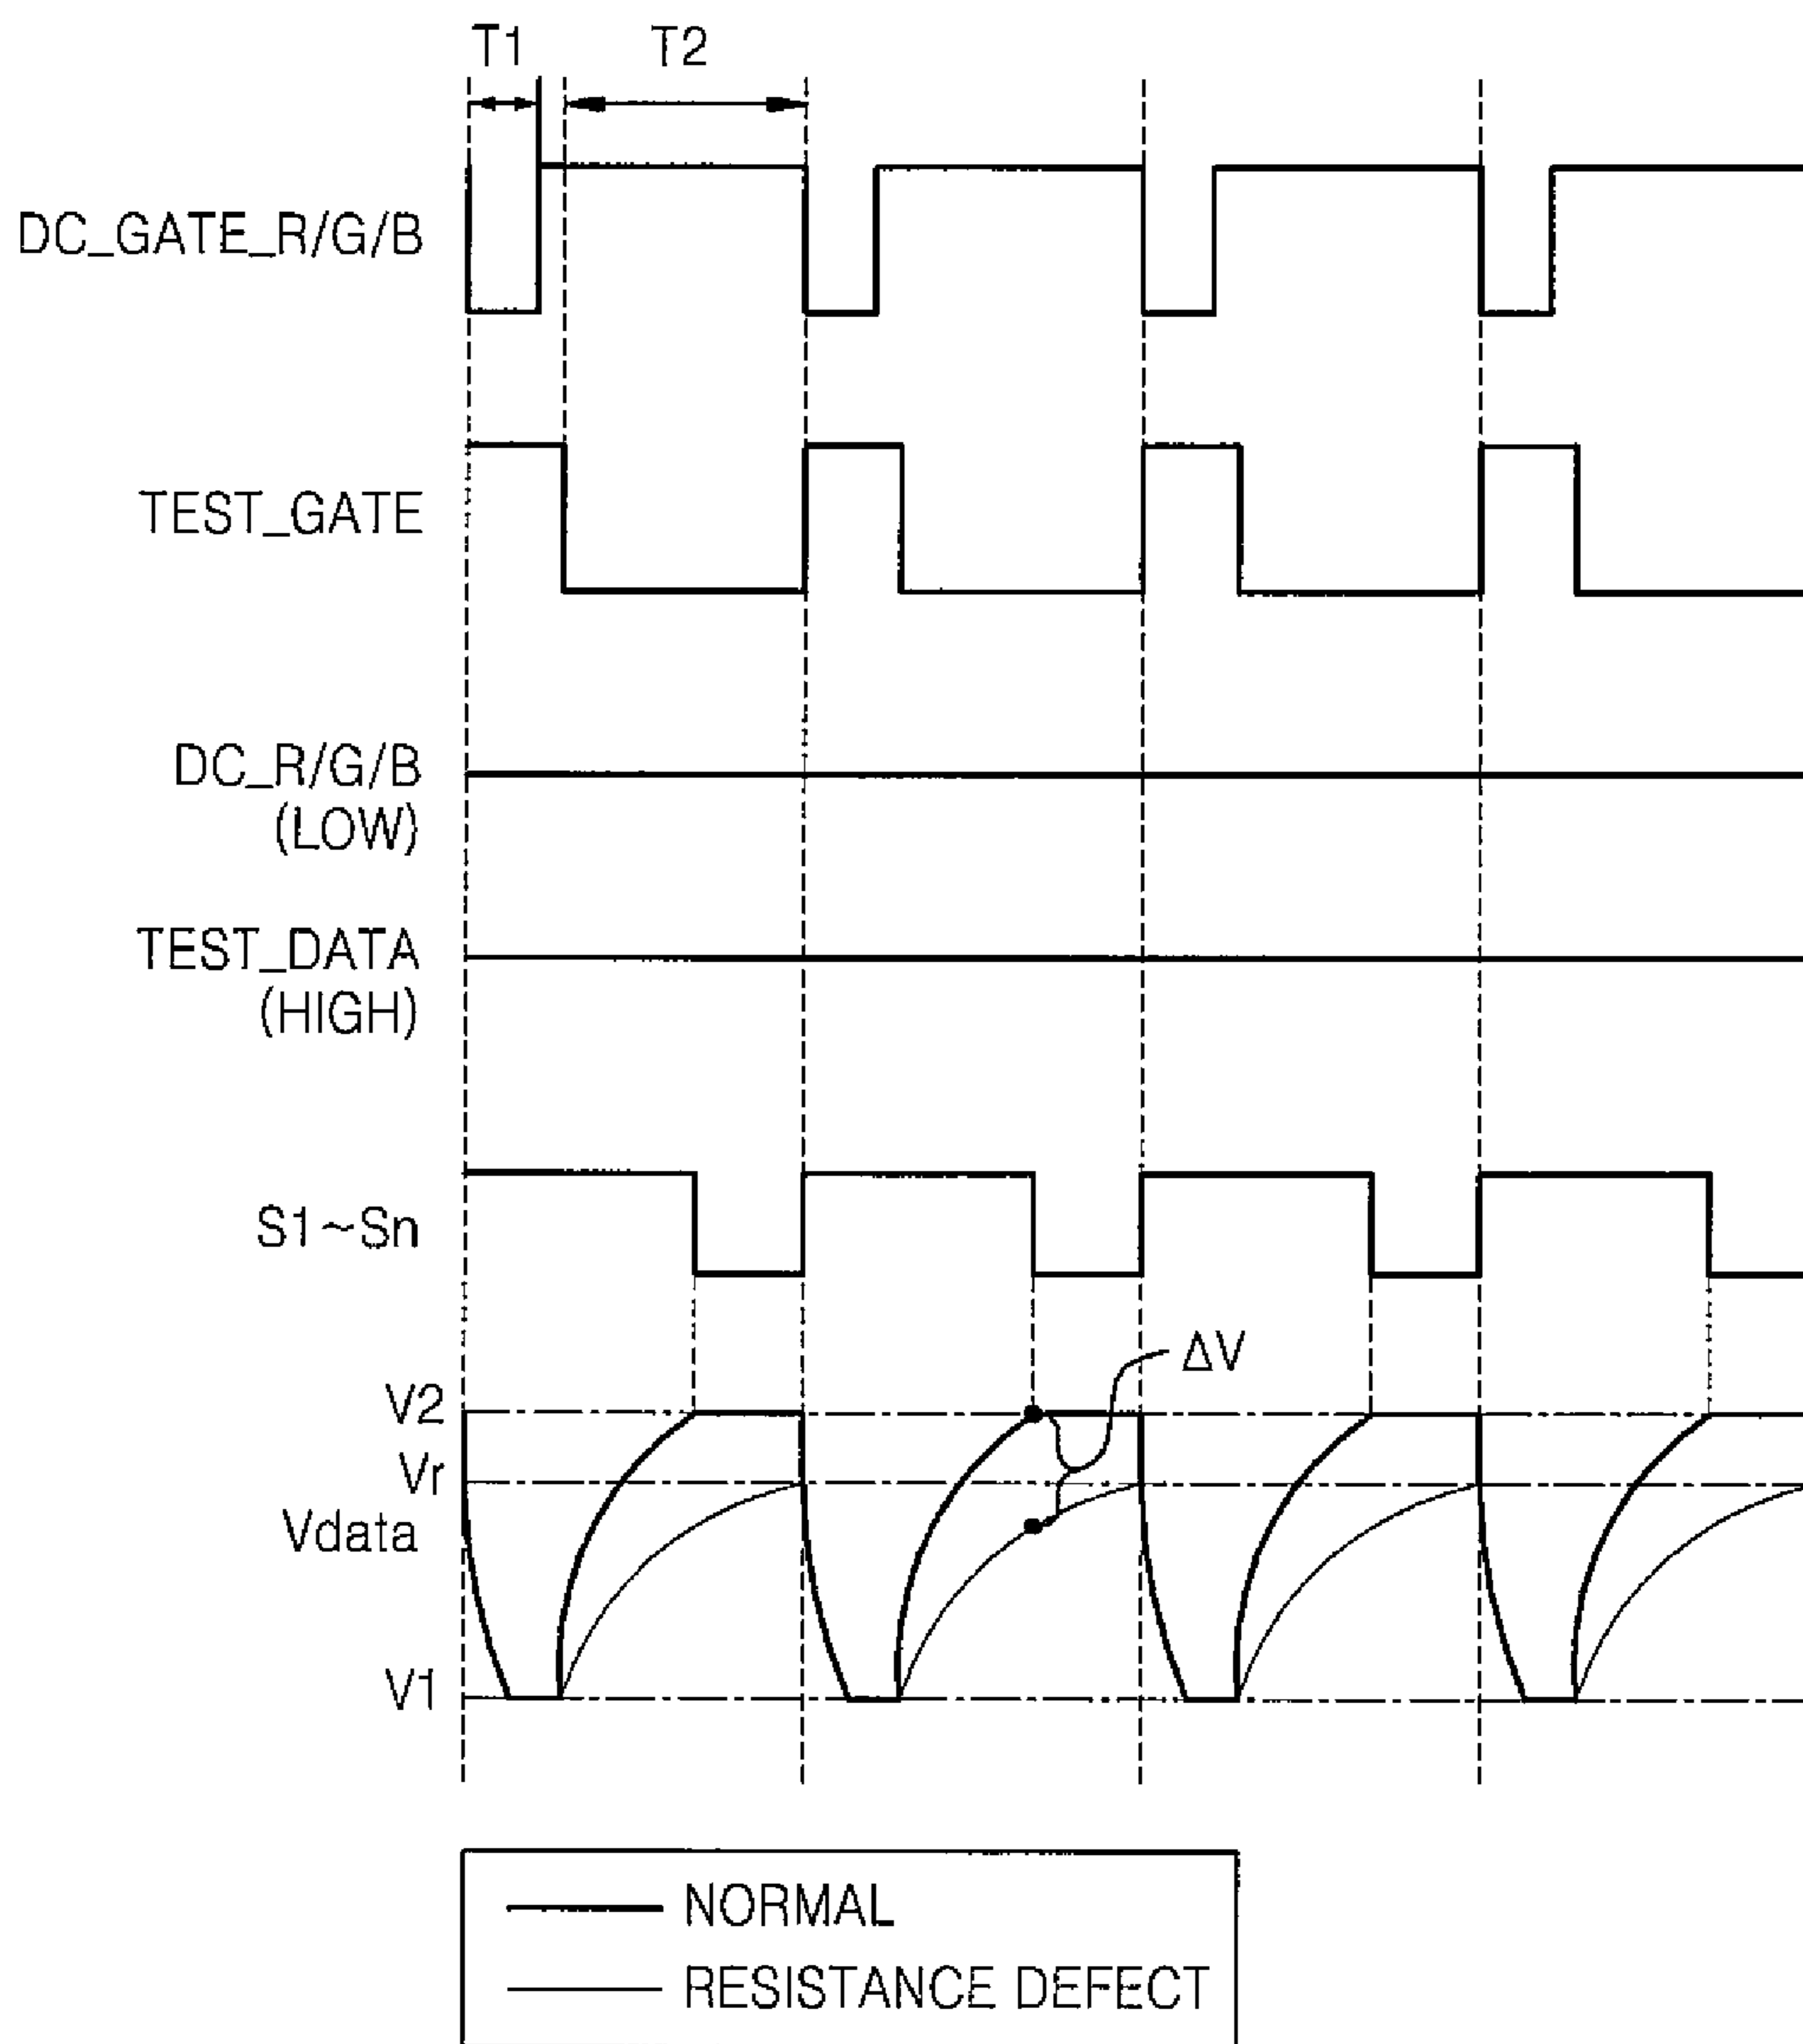 T1
T2
DC_GATE_R/G/B
TEST_GATE
DC_R/G/B
(LOW)
TEST_DATA
(HIGH)
S1~Sn
ΔV
V2
Vr
Vdata
V1
NORMAL
RESISTANCE DEFECT